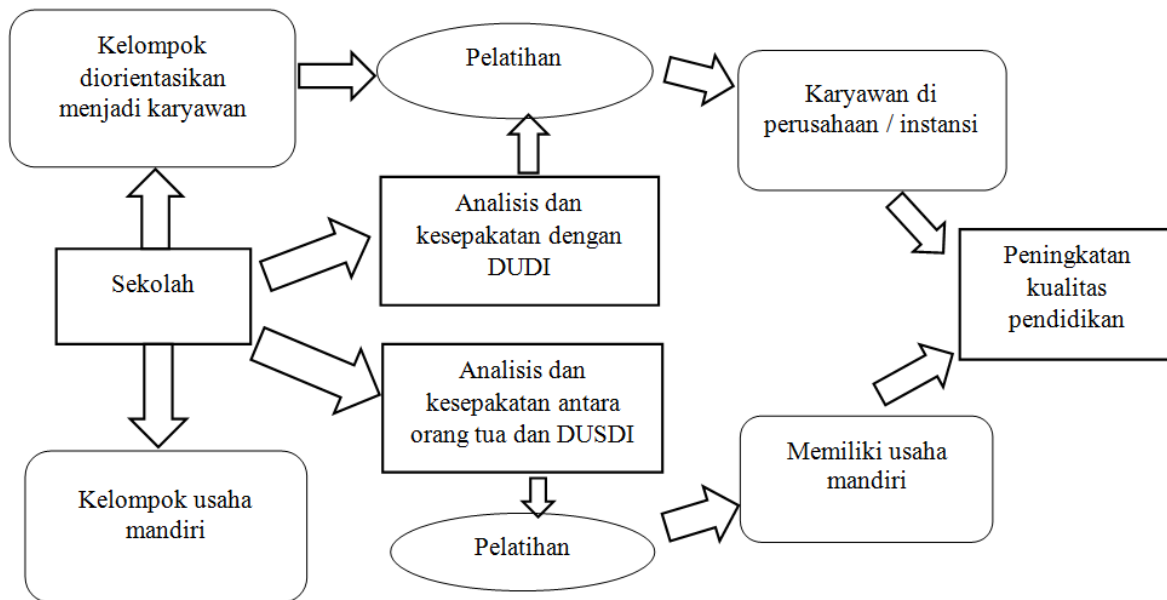 Kelompok
diorientasikan
menjadi karyawan
Pelatihan
Karyawan di
perusahaan / instansi
Analisis dan
kesepakatan dengan
DUDI
Sekolah
Peningkatan
kualitas
pendidikan
Analisis dan
kesepakatan antara
orang tua dan DUSDI
Kelompok usaha
mandiri
Pelatihan
Memiliki usaha
mandiri